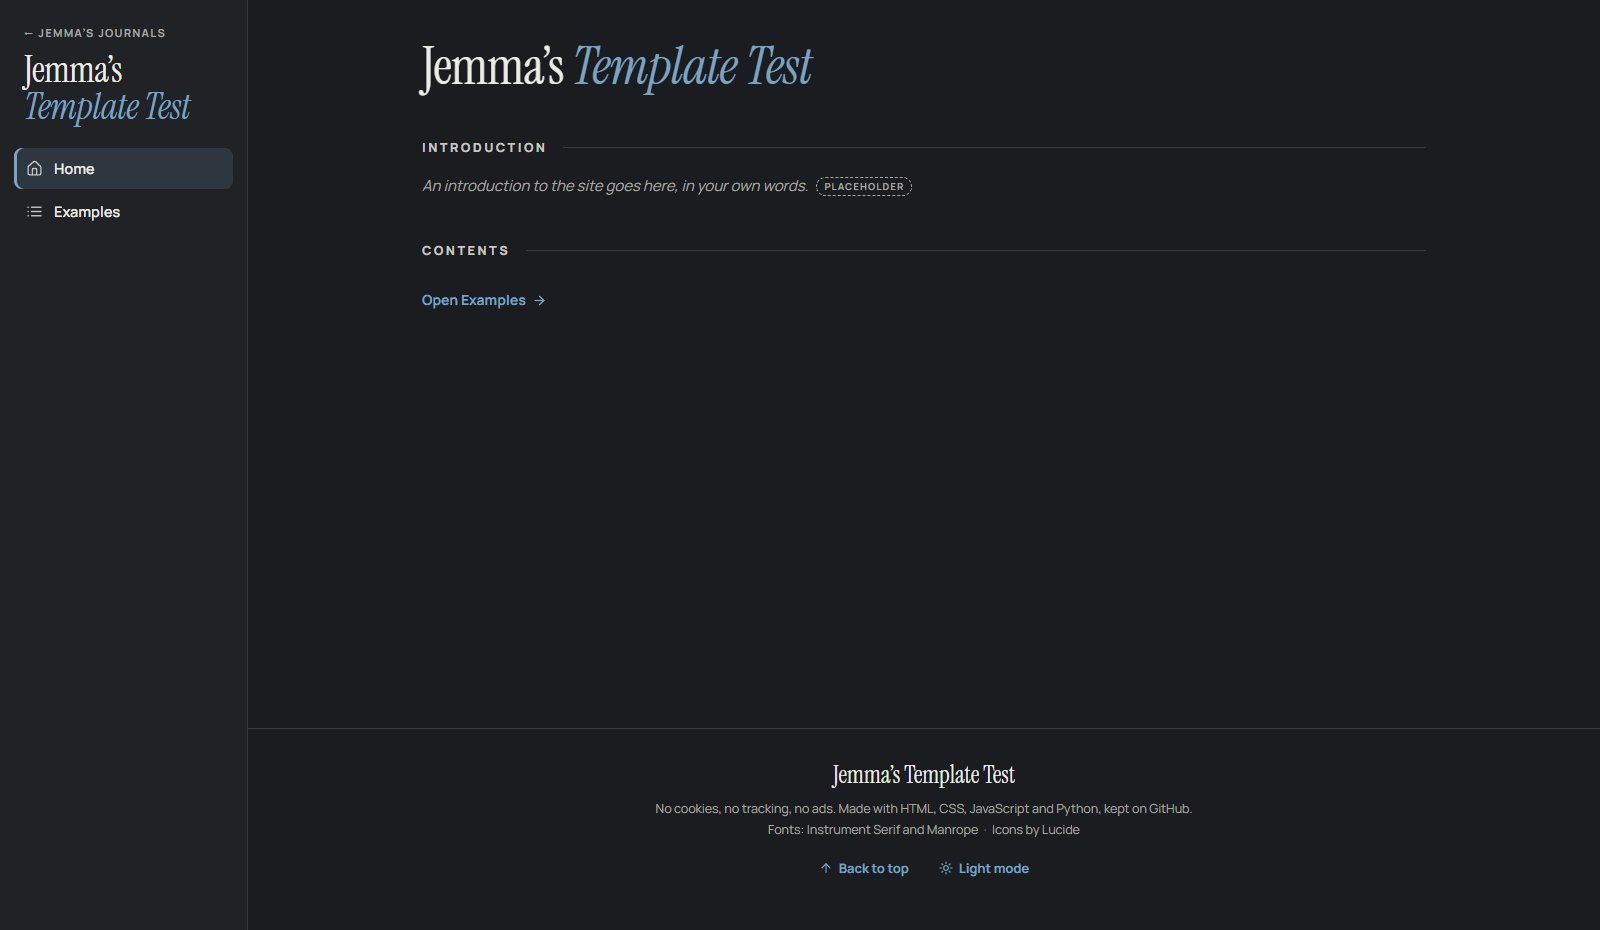 ← JEMMA’S JOURNALS
Jemma’s
Template Test
Home
Examples
Jemma’s Template Test
INTRODUCTION
An introduction to the site goes here, in your own words. PLACEHOLDER
CONTENTS
Open Examples →
Jemma’s Template Test
No cookies, no tracking, no ads. Made with HTML, CSS, JavaScript and Python, kept on GitHub.
Fonts: Instrument Serif and Manrope · Icons by Lucide
↑ Back to top Light mode